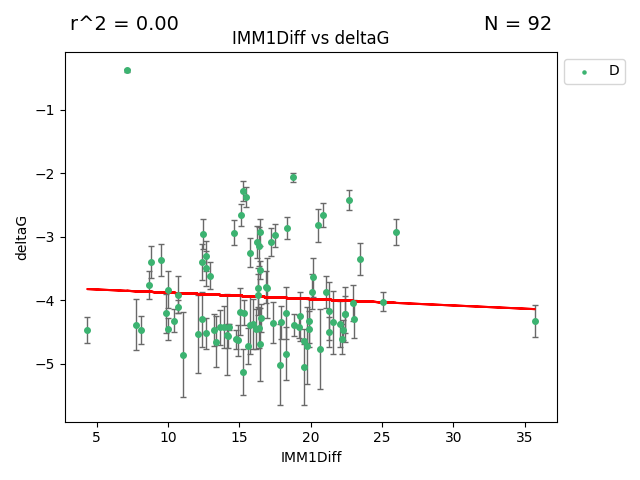 r^2 = 0.00
N = 92
IMM1Diff vs deltaG
D
deltaG
−1
−2
−3
−4
−5
5
10
15
20
25
30
35
IMM1Diff